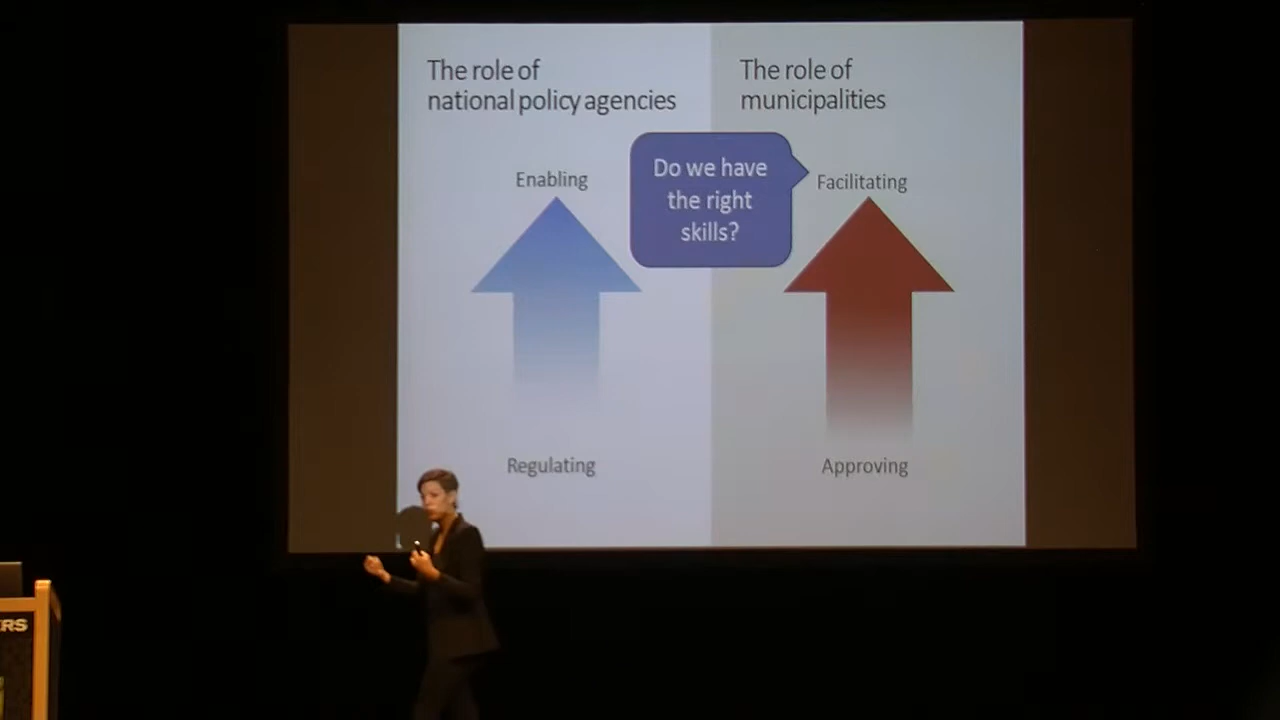 The role of
national policy agencies
Enabling
Regulating
The role of
municipalities
Do we have
the right
skills?
Facilitating
Approving
ERS